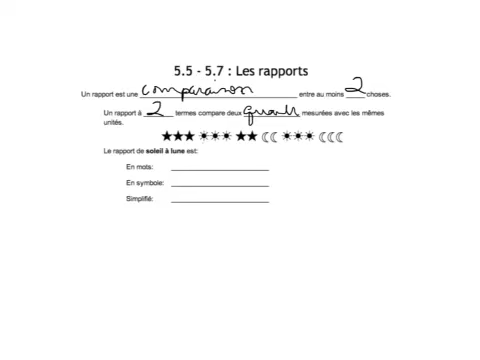 5.5 - 5.7 : Les rapports
Un rapport est une comparaison entre au moins 2 choses.
Un rapport à 2 termes compare deux mesurées avec les mêmes
unités.
Le rapport de soleil à lune est:
En mots:
En symbole:
Simplifié: